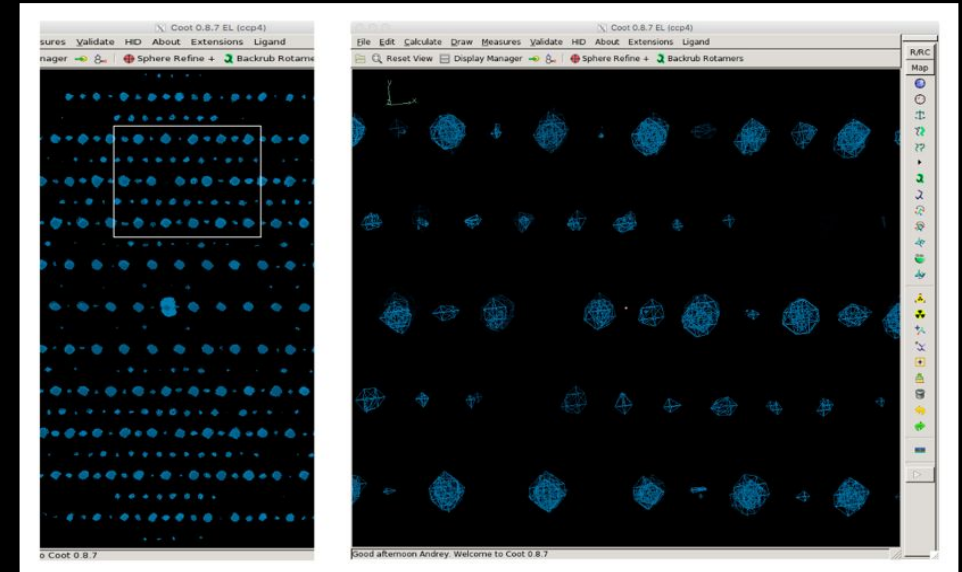 Coot 0.8.7 EL (ccp4)
sures Validate HID About Extensions Ligand
nager Sphere Refine + Backrub Rotame
o Coot 0.8.7
Coot 0.8.7 EL (ccp4)
File Edit Calculate Draw Measures Validate HID About Extensions Ligand
Reset View Display Manager Sphere Refine + Backrub Rotamers
R/RC
Map
Good afternoon Andrey. Welcome to Coot 0.8.7